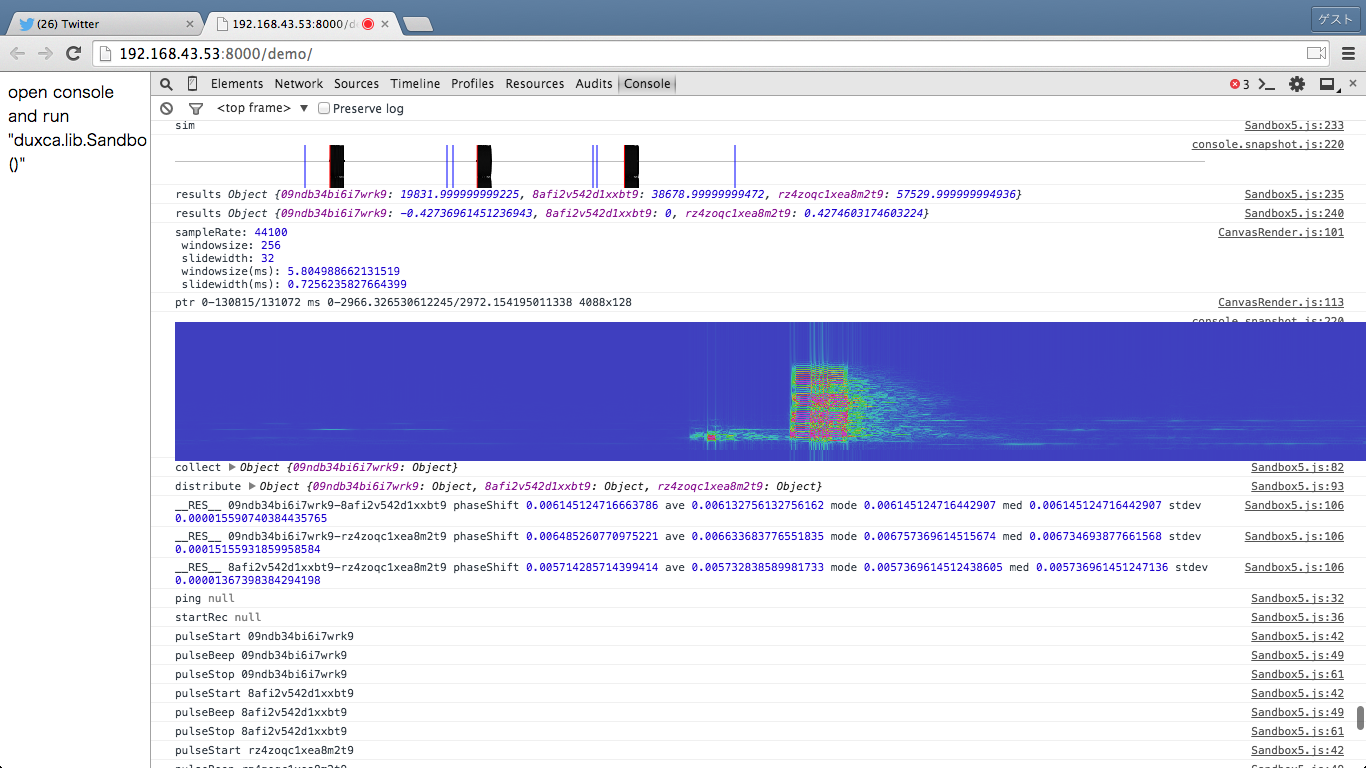 (26) Twitter
192.168.43.53:8000/de
ゲスト
192.168.43.53:8000/demo/
open console
and run
"duxca.lib.Sandbo
()"
Elements Network Sources Timeline Profiles Resources Audits Console
3
<top frame> Preserve log
sim Sandbox5.js:233
console.snapshot.js:220
results Object {09ndb34bi6i7wrk9: 19831.999999999225, 8afi2v542d1xxbt9: 38678.99999999472, rz4zoqc1xea8m2t9: 57529.999999994936} Sandbox5.js:235
results Object {09ndb34bi6i7wrk9: -0.42736961451236943, 8afi2v542d1xxbt9: 0, rz4zoqc1xea8m2t9: 0.4274603174603224} Sandbox5.js:240
sampleRate: 44100 CanvasRender.js:101
windowsize: 256
slidewidth: 32
windowsize(ms): 5.804988662131519
slidewidth(ms): 0.7256235827664399
ptr 0-130815/131072 ms 0-2966.326530612245/2972.154195011338 4088x128 CanvasRender.js:113
console.snapshot.js:220
collect Object {09ndb34bi6i7wrk9: Object} Sandbox5.js:82
distribute Object {09ndb34bi6i7wrk9: Object, 8afi2v542d1xxbt9: Object, rz4zoqc1xea8m2t9: Object} Sandbox5.js:93
__RES__ 09ndb34bi6i7wrk9-8afi2v542d1xxbt9 phaseShift 0.006145124716663786 ave 0.006132756132756162 mode 0.006145124716442907 med 0.006145124716442907 stdev Sandbox5.js:106
0.000015590740384435765
__RES__ 09ndb34bi6i7wrk9-rz4zoqc1xea8m2t9 phaseShift 0.006485260770975221 ave 0.006633683776551835 mode 0.006757369614515674 med 0.006734693877661568 stdev Sandbox5.js:106
0.00015155931859958584
__RES__ 8afi2v542d1xxbt9-rz4zoqc1xea8m2t9 phaseShift 0.005714285714399414 ave 0.005732838589981733 mode 0.0057369614512438605 med 0.005736961451247136 stdev Sandbox5.js:106
0.00001367398384294198
ping null Sandbox5.js:32
startRec null Sandbox5.js:36
pulseStart 09ndb34bi6i7wrk9 Sandbox5.js:42
pulseBeep 09ndb34bi6i7wrk9 Sandbox5.js:49
pulseStop 09ndb34bi6i7wrk9 Sandbox5.js:61
pulseStart 8afi2v542d1xxbt9 Sandbox5.js:42
pulseBeep 8afi2v542d1xxbt9 Sandbox5.js:49
pulseStop 8afi2v542d1xxbt9 Sandbox5.js:61
pulseStart rz4zoqc1xea8m2t9 Sandbox5.js:42
pulseBeep rz4zoqc1xea8m2t9 Sandbox5.js:49